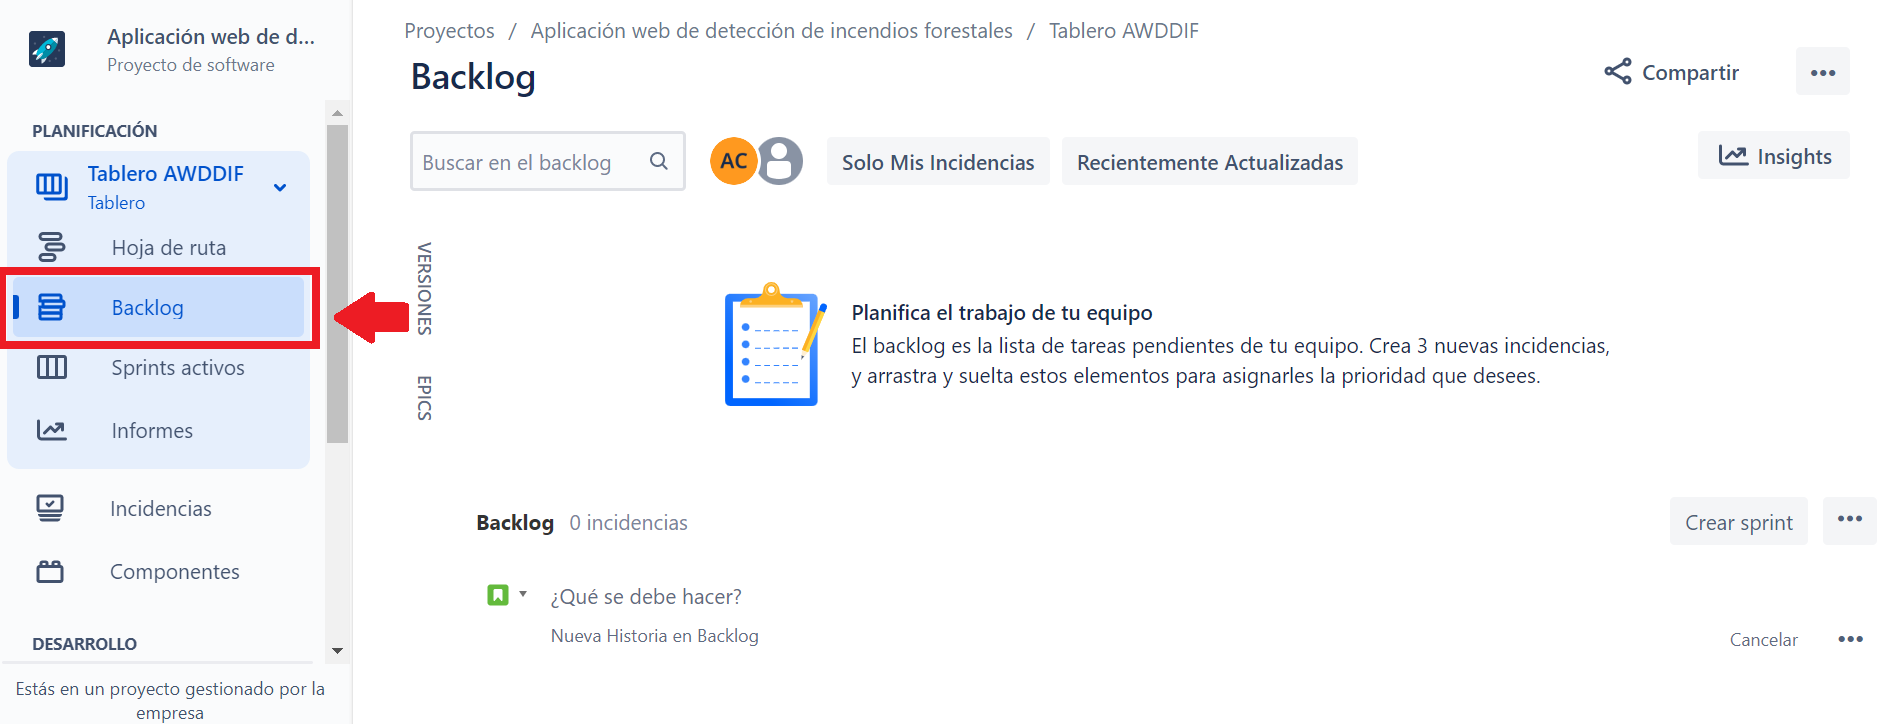 Aplicación web de d...
Proyecto de software
PLANIFICACIÓN
Tablero AWDDIF
Tablero
Hoja de ruta
Backlog
Sprints activos
Informes
Incidencias
Componentes
DESARROLLO
Estás en un proyecto gestionado por la
empresa
Proyectos / Aplicación web de detección de incendios forestales / Tablero AWDDIF
Backlog
Compartir
Buscar en el backlog
AC
Solo Mis Incidencias
Recientemente Actualizadas
Insights
VERSIONES
EPICS
Planifica el trabajo de tu equipo
El backlog es la lista de tareas pendientes de tu equipo. Crea 3 nuevas incidencias,
y arrastra y suelta estos elementos para asignarles la prioridad que desees.
Backlog 0 incidencias
Crear sprint
¿Qué se debe hacer?
Nueva Historia en Backlog
Cancelar